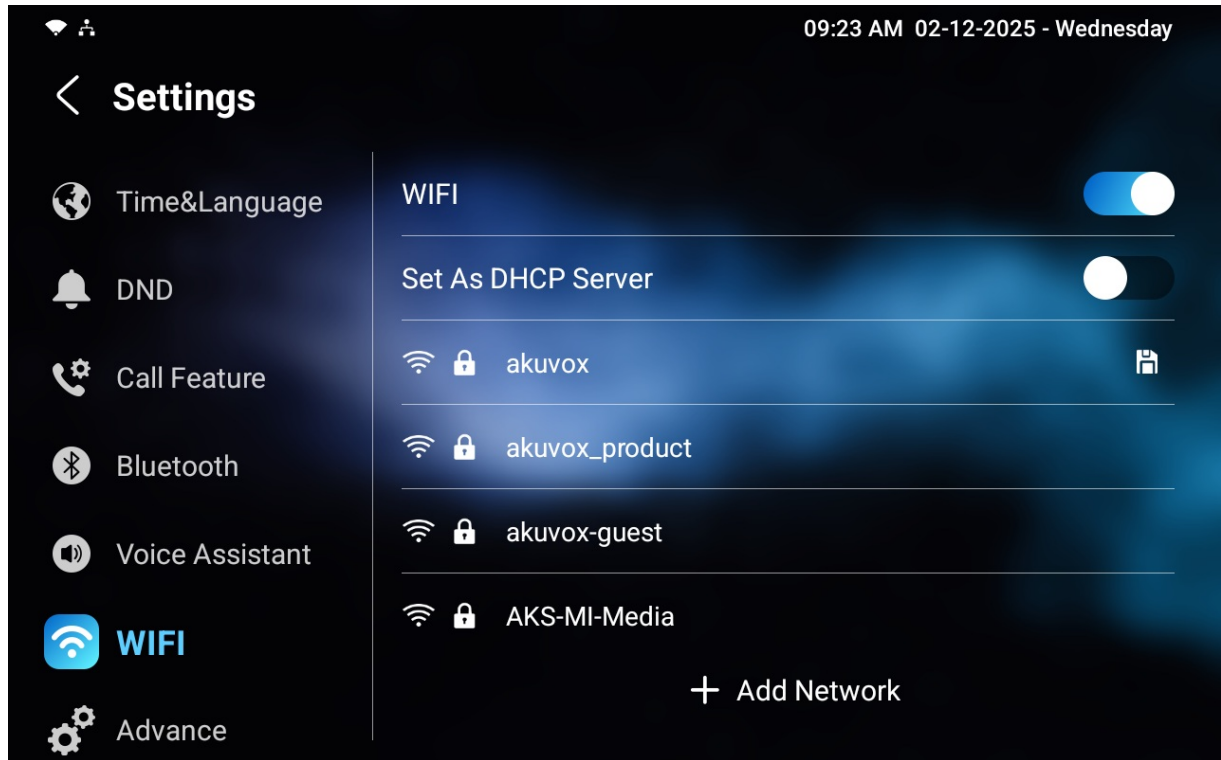 09:23 AM 02-12-2025 - Wednesday
Settings
Time&Language
DND
Call Feature
Bluetooth
Voice Assistant
WIFI
Advance
WIFI
Set As DHCP Server
akuvox
akuvox_product
akuvox-guest
AKS-MI-Media
+ Add Network